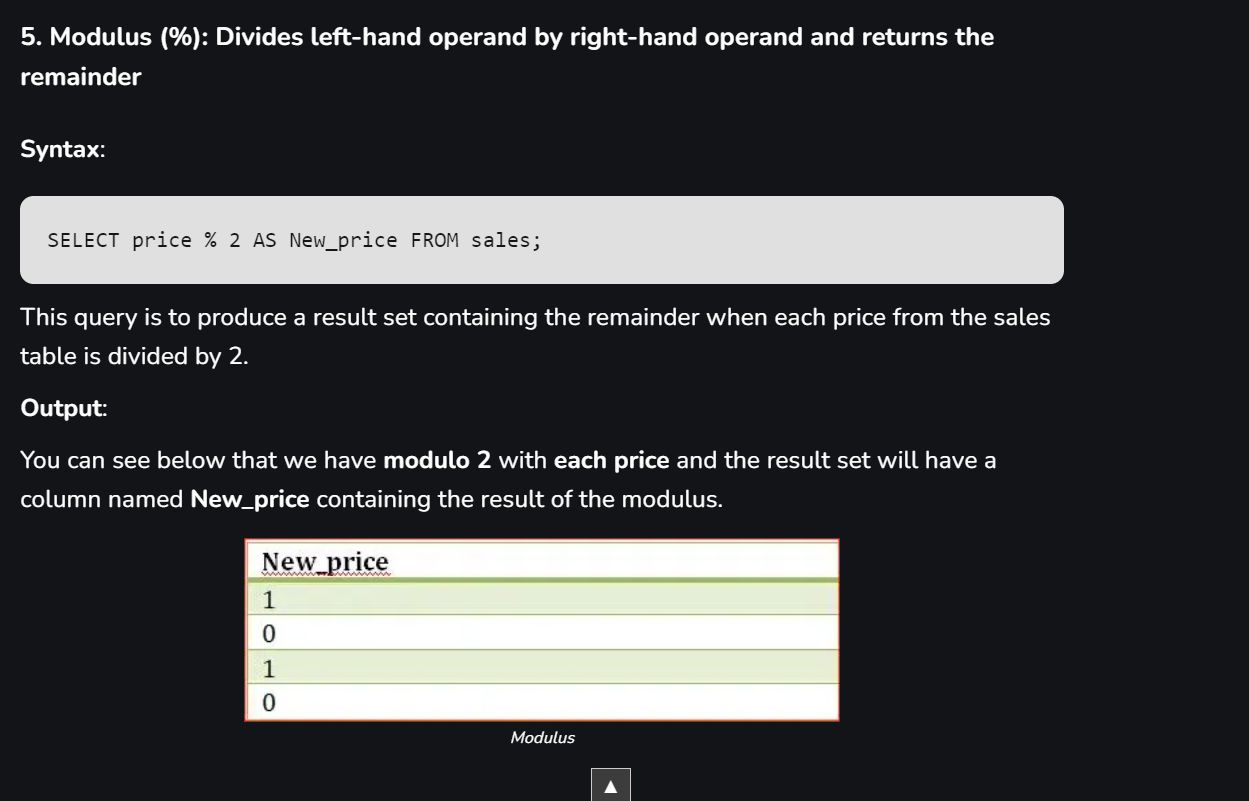 5. Modulus (%): Divides left-hand operand by right-hand operand and returns the
remainder
Syntax:
SELECT price % 2 AS New_price FROM sales;
This query is to produce a result set containing the remainder when each price from the sales
table is divided by 2.
Output:
You can see below that we have modulo 2 with each price and the result set will have a
column named New_price containing the result of the modulus.
New_price
1
0
1
0
Modulus